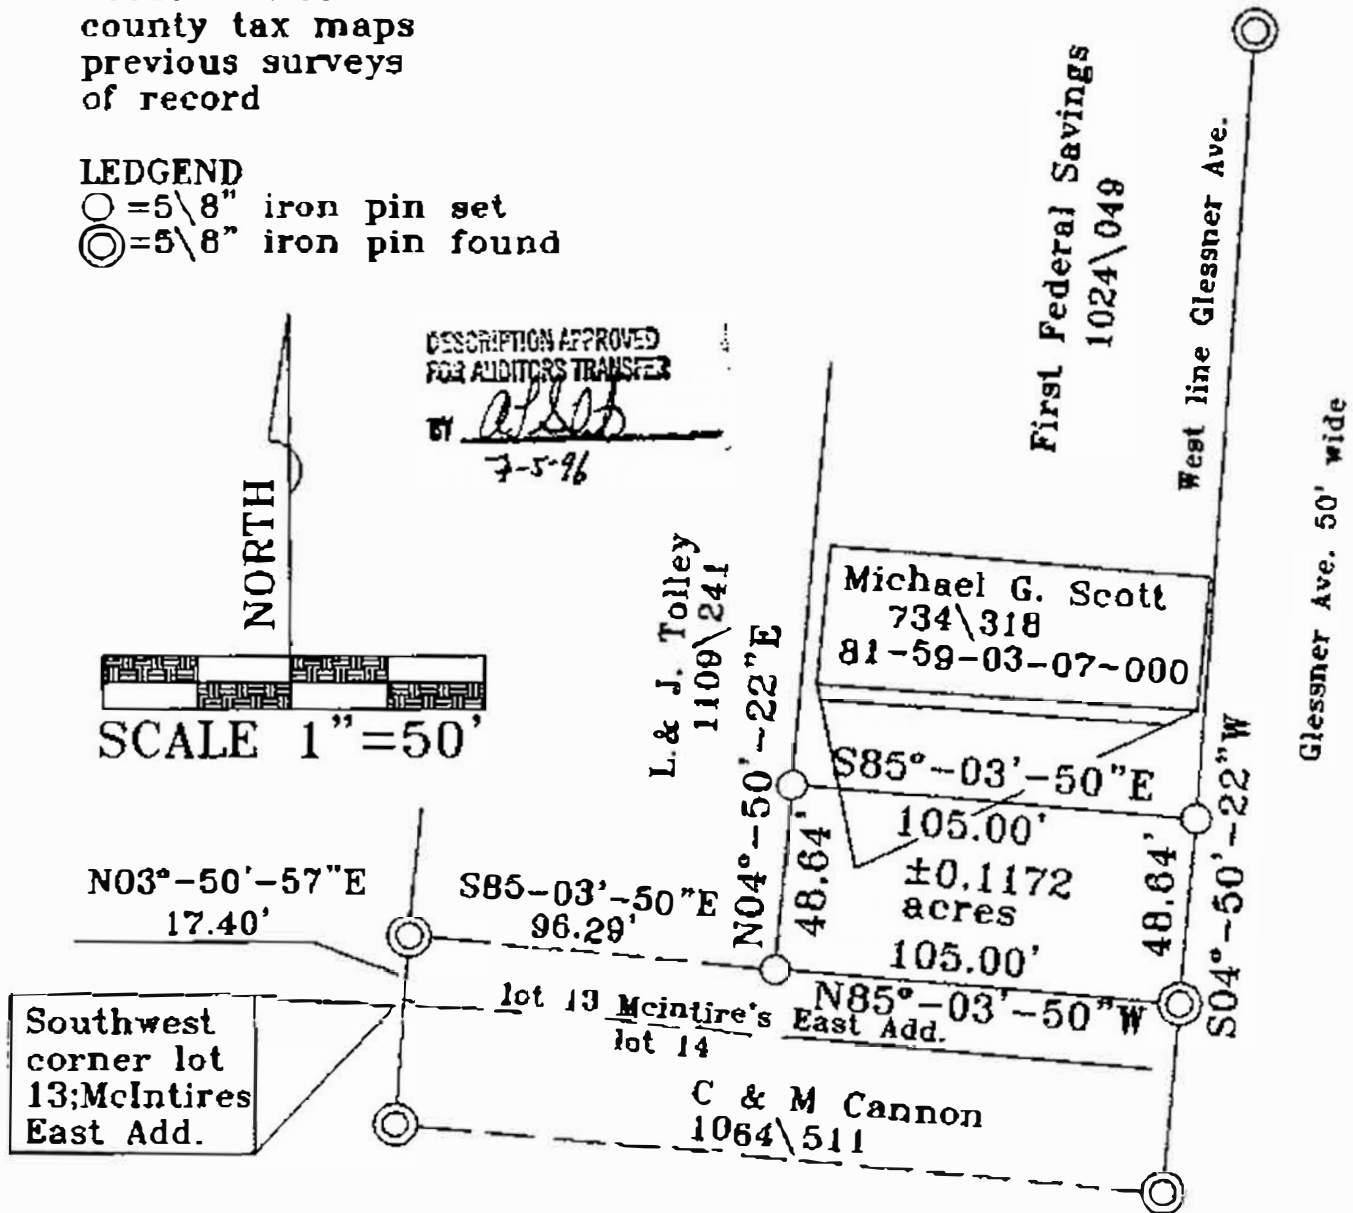 county tax maps
previous surveys
of record
LEDGEND
=5\8" iron pin set
=5\8" iron pin found
DESCRIPTION APPROVED
FOR AUDITORS TRANSFER
BY
7-5-96
NORTH
SCALE 1"=50'
First Federal Savings
1024\049
West line Glessner Ave.
Glessner Ave. 50' wide
L.& J. Tolley
1109\241
Michael G. Scott
734\318
81-59-03-07-000
N04°-50'-22"E
48.64'
S85°-03'-50"E
105.00'
±0.1172
acres
105.00'
N85°-03'-50"W
48.64'
S04°-50'-22"W
N03°-50'-57"E
17.40'
S85-03'-50"E
96.29'
lot 13 Mcintire's East Add.
lot 14
Southwest
corner lot
13;McIntires
East Add.
C & M Cannon
1064\511